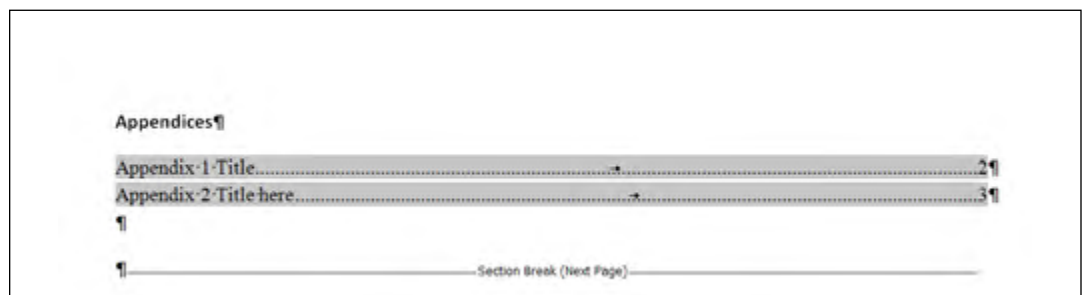 Appendices¶
Appendix·1·Title........................................→........................................2¶
Appendix·2·Title·here........................................→........................................3¶
¶
¶ Section Break (Next Page)